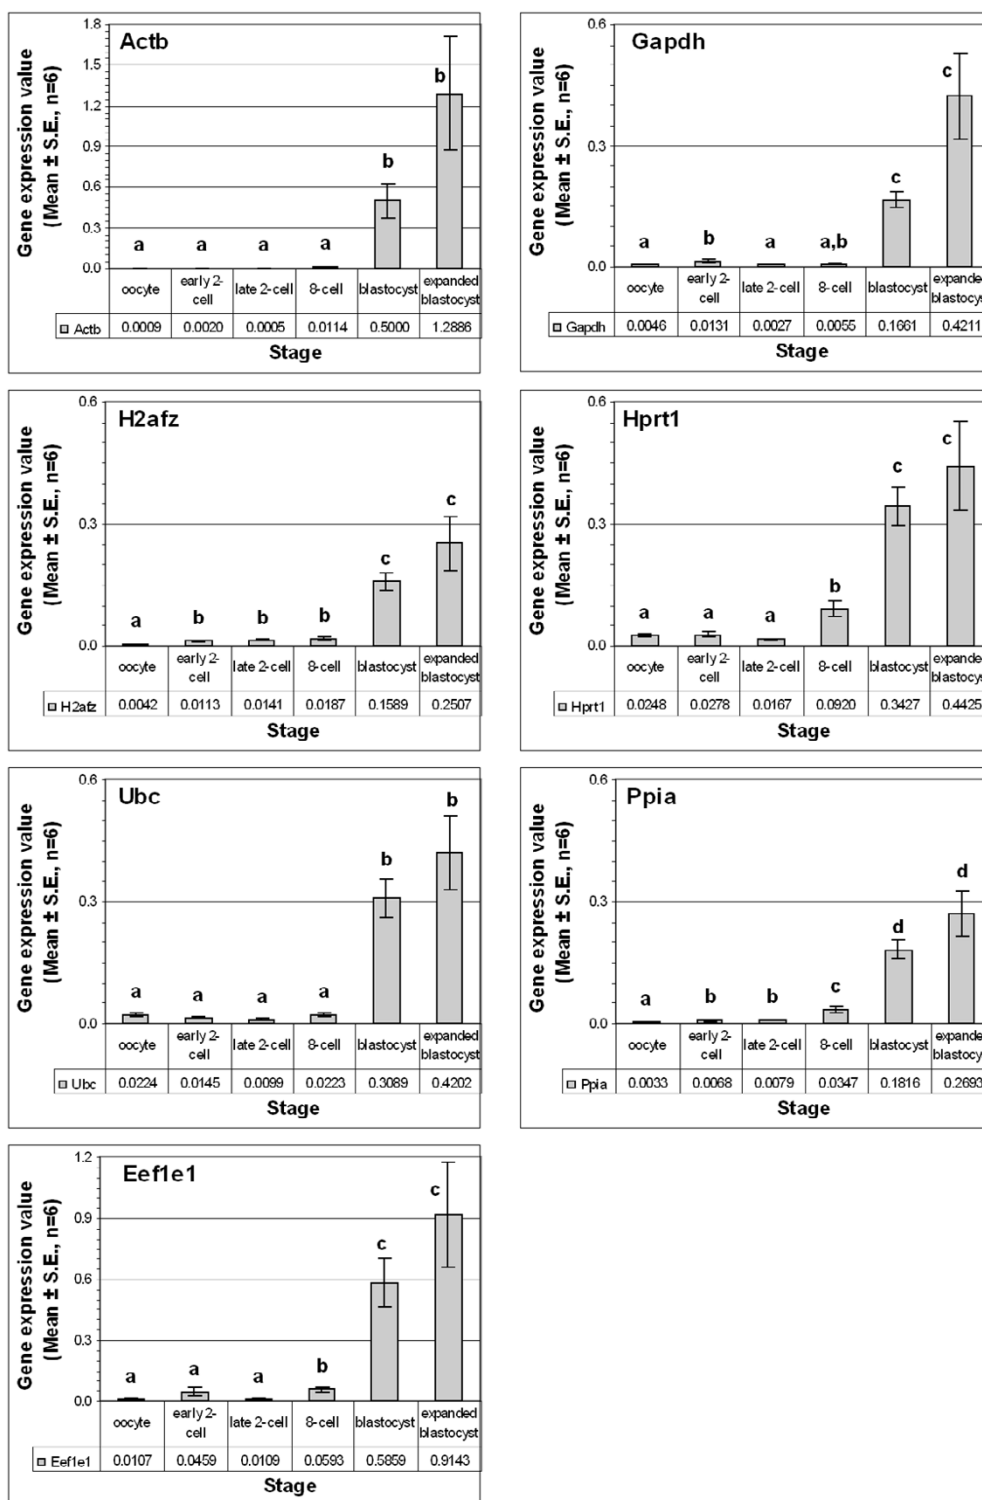 Actb
Gene expression value
(Mean ± S.E., n=6)
1.8
1.5
1.2
0.9
0.6
0.3
0.0
b
b
a a a a
oocyte early 2-cell late 2-cell 8-cell blastocyst expanded blastocyst
Actb 0.0009 0.0020 0.0005 0.0114 0.5000 1.2886
Stage
Gapdh
Gene expression value
(Mean ± S.E., n=6)
0.6
0.3
0.0
c
c
a b a a,b
oocyte early 2-cell late 2-cell 8-cell blastocyst expanded blastocys
Gapdh 0.0046 0.0131 0.0027 0.0055 0.1661 0.4211
Stage
H2afz
Gene expression value
(Mean ± S.E., n=6)
0.6
0.3
0.0
c
c
a b b b
oocyte early 2-cell late 2-cell 8-cell blastocyst expanded blastocyst
H2afz 0.0042 0.0113 0.0141 0.0187 0.1589 0.2507
Stage
Hprt1
Gene expression value
(Mean ± S.E., n=6)
0.6
0.3
0.0
c
c
b
a a a
oocyte early 2-cell late 2-cell 8-cell blastocyst expanded blastocys
Hprt1 0.0248 0.0278 0.0167 0.0920 0.3427 0.4425
Stage
Ubc
Gene expression value
(Mean ± S.E., n=6)
0.6
0.3
0.0
b
b
a a a a
oocyte early 2-cell late 2-cell 8-cell blastocyst expanded blastocyst
Ubc 0.0224 0.0145 0.0099 0.0223 0.3089 0.4202
Stage
Ppia
Gene expression value
(Mean ± S.E., n=6)
0.6
0.3
0.0
d
d
c
a b b
oocyte early 2-cell late 2-cell 8-cell blastocyst expanded blastocys
Ppia 0.0033 0.0068 0.0079 0.0347 0.1816 0.2693
Stage
Eef1e1
Gene expression value
(Mean ± S.E., n=6)
1.2
0.9
0.6
0.3
0.0
c
c
a a a b
oocyte early 2-cell late 2-cell 8-cell blastocyst expanded blastocyst
Eef1e1 0.0107 0.0459 0.0109 0.0593 0.5859 0.9143
Stage